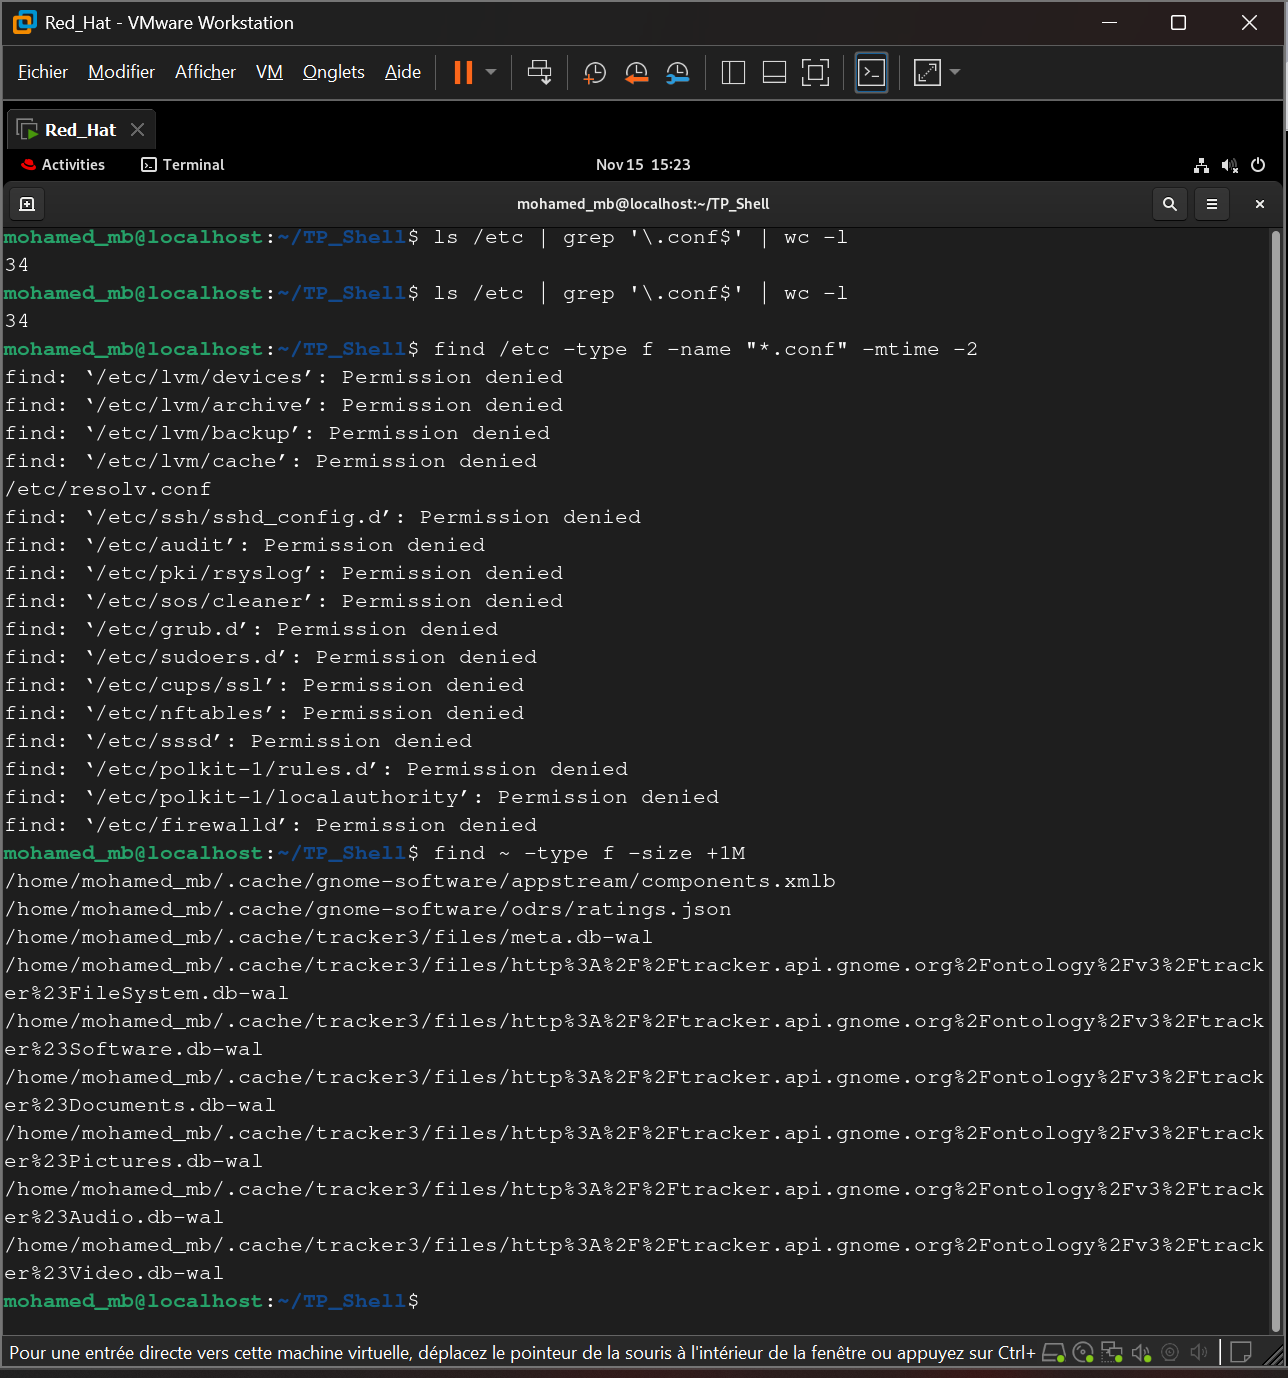 Red_Hat - VMware Workstation
Fichier Modifier Afficher VM Onglets Aide
Red_Hat
Activities Terminal Nov 15 15:23
mohamed_mb@localhost:~/TP_Shell
mohamed_mb@localhost:~/TP_Shell$ ls /etc | grep '\.conf$' | wc -l
34
mohamed_mb@localhost:~/TP_Shell$ ls /etc | grep '\.conf$' | wc -l
34
mohamed_mb@localhost:~/TP_Shell$ find /etc -type f -name "*.conf" -mtime -2
find: ‘/etc/lvm/devices’: Permission denied
find: ‘/etc/lvm/archive’: Permission denied
find: ‘/etc/lvm/backup’: Permission denied
find: ‘/etc/lvm/cache’: Permission denied
/etc/resolv.conf
find: ‘/etc/ssh/sshd_config.d’: Permission denied
find: ‘/etc/audit’: Permission denied
find: ‘/etc/pki/rsyslog’: Permission denied
find: ‘/etc/sos/cleaner’: Permission denied
find: ‘/etc/grub.d’: Permission denied
find: ‘/etc/sudoers.d’: Permission denied
find: ‘/etc/cups/ssl’: Permission denied
find: ‘/etc/nftables’: Permission denied
find: ‘/etc/sssd’: Permission denied
find: ‘/etc/polkit-1/rules.d’: Permission denied
find: ‘/etc/polkit-1/localauthority’: Permission denied
find: ‘/etc/firewalld’: Permission denied
mohamed_mb@localhost:~/TP_Shell$ find ~ -type f -size +1M
/home/mohamed_mb/.cache/gnome-software/appstream/components.xmlb
/home/mohamed_mb/.cache/gnome-software/odrs/ratings.json
/home/mohamed_mb/.cache/tracker3/files/meta.db-wal
/home/mohamed_mb/.cache/tracker3/files/http%3A%2F%2Ftracker.api.gnome.org%2Fontology%2Fv3%2Ftrack
er%23FileSystem.db-wal
/home/mohamed_mb/.cache/tracker3/files/http%3A%2F%2Ftracker.api.gnome.org%2Fontology%2Fv3%2Ftrack
er%23Software.db-wal
/home/mohamed_mb/.cache/tracker3/files/http%3A%2F%2Ftracker.api.gnome.org%2Fontology%2Fv3%2Ftrack
er%23Documents.db-wal
/home/mohamed_mb/.cache/tracker3/files/http%3A%2F%2Ftracker.api.gnome.org%2Fontology%2Fv3%2Ftrack
er%23Pictures.db-wal
/home/mohamed_mb/.cache/tracker3/files/http%3A%2F%2Ftracker.api.gnome.org%2Fontology%2Fv3%2Ftrack
er%23Audio.db-wal
/home/mohamed_mb/.cache/tracker3/files/http%3A%2F%2Ftracker.api.gnome.org%2Fontology%2Fv3%2Ftrack
er%23Video.db-wal
mohamed_mb@localhost:~/TP_Shell$
Pour une entrée directe vers cette machine virtuelle, déplacez le pointeur de la souris à l'intérieur de la fenêtre ou appuyez sur Ctrl+